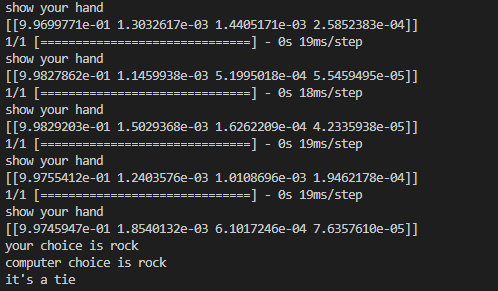 show your hand
[[9.9699771e-01 1.3032617e-03 1.4405171e-03 2.5852383e-04]]
1/1 [==============================] - 0s 19ms/step
show your hand
[[9.9827862e-01 1.1459938e-03 5.1995018e-04 5.5459495e-05]]
1/1 [==============================] - 0s 18ms/step
show your hand
[[9.9829203e-01 1.5029368e-03 1.6262209e-04 4.2335938e-05]]
1/1 [==============================] - 0s 19ms/step
show your hand
[[9.9755412e-01 1.2403576e-03 1.0108696e-03 1.9462178e-04]]
1/1 [==============================] - 0s 19ms/step
show your hand
[[9.9745947e-01 1.8540132e-03 6.1017246e-04 7.6357610e-05]]
your choice is rock
computer choice is rock
it's a tie